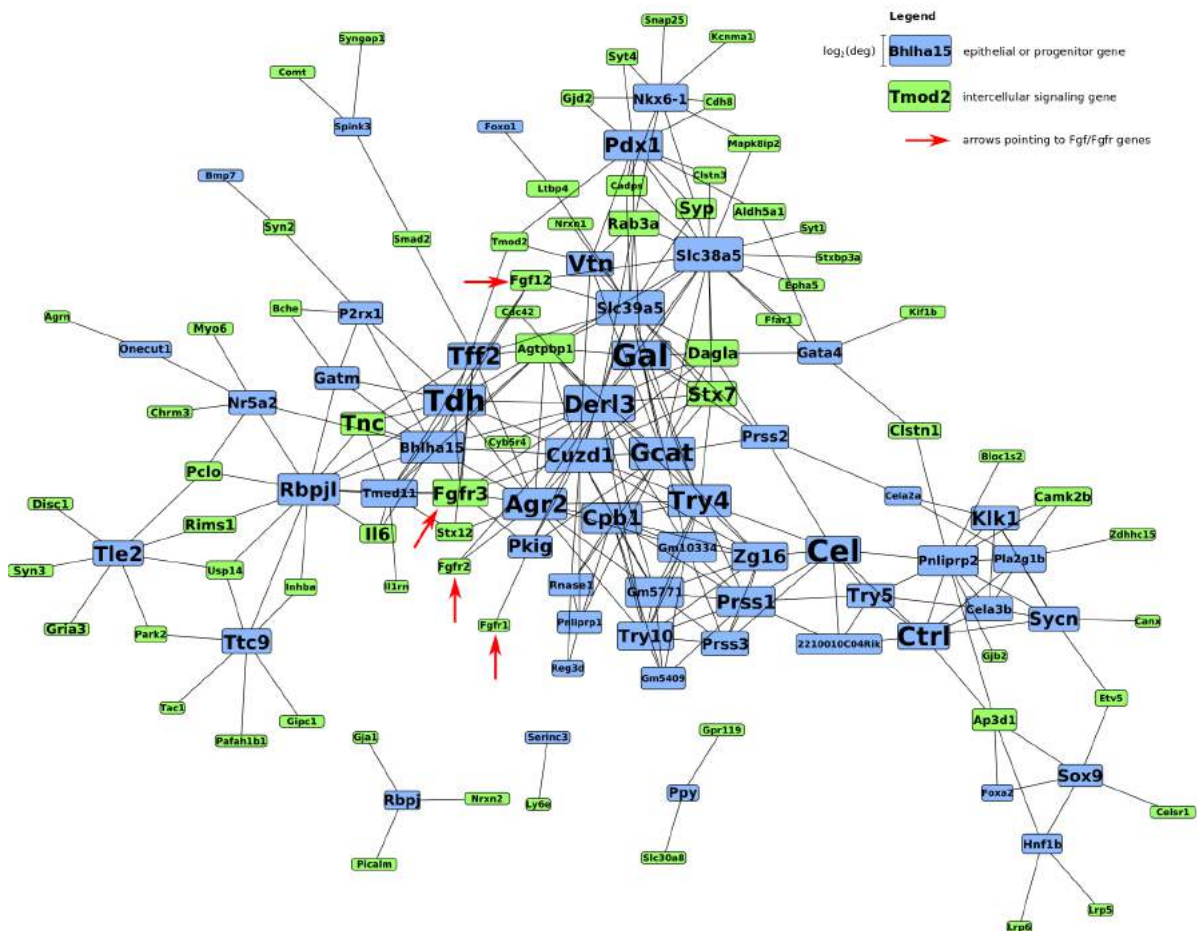 Legend
log₂(deg)
Bhlha15
epithelial or progenitor gene
Tmod2
intercellular signaling gene
arrows pointing to Fgf/Fgfr genes
Snap25
Syngap1
Kcnma1
Syt4
Comt
Gjd2
Nkx6-1
Cdh8
Spink3
Foxo1
Pdx1
Mapk8ip2
Bmp7
Clstn3
Ltbp4
Cadps
Syn2
Nrxn1
Rab3a
Syp
Aldh5a1
Smad2
Tmod2
Syt1
Vtn
Slc38a5
Stxbp3a
Fgf12
Epha5
Agrn
Bche
P2rx1
Cdc42
Slc39a5
Ffar1
Kif1b
Myo6
Onecut1
Tff2
Agtpbp1
Gal
Dagla
Gata4
Gatm
Nr5a2
Tdh
Derl3
Stx7
Chrm3
Tnc
Bhlha15
Cyb5r4
Prss2
Clstn1
Cuzd1
Gcat
Bloc1s2
Pclo
Rbpjl
Tmed11
Fgfr3
Agr2
Try4
Cela2a
Camk2b
Disc1
Rims1
Il6
Stx12
Cpb1
Klk1
Zdhhc15
Tle2
Pkig
Gm10334
Zg16
Cel
Pnliprp2
Pla2g1b
Syn3
Usp14
Inhba
Il1rn
Fgfr2
Rnase1
Gm5771
Prss1
Try5
Cela3b
Gria3
Park2
Ttc9
Fgfr1
Pnliprp1
Try10
Prss3
2210010C04Rik
Ctrl
Sycn
Canx
Reg3d
Gm5409
Gjb2
Tac1
Gipc1
Etv5
Pafah1b1
Ap3d1
Gja1
Serinc3
Gpr119
Sox9
Rbpj
Nrxn2
Ly6e
Ppy
Foxa2
Celsr1
Picalm
Slc30a8
Hnf1b
Lrp5
Lrp6